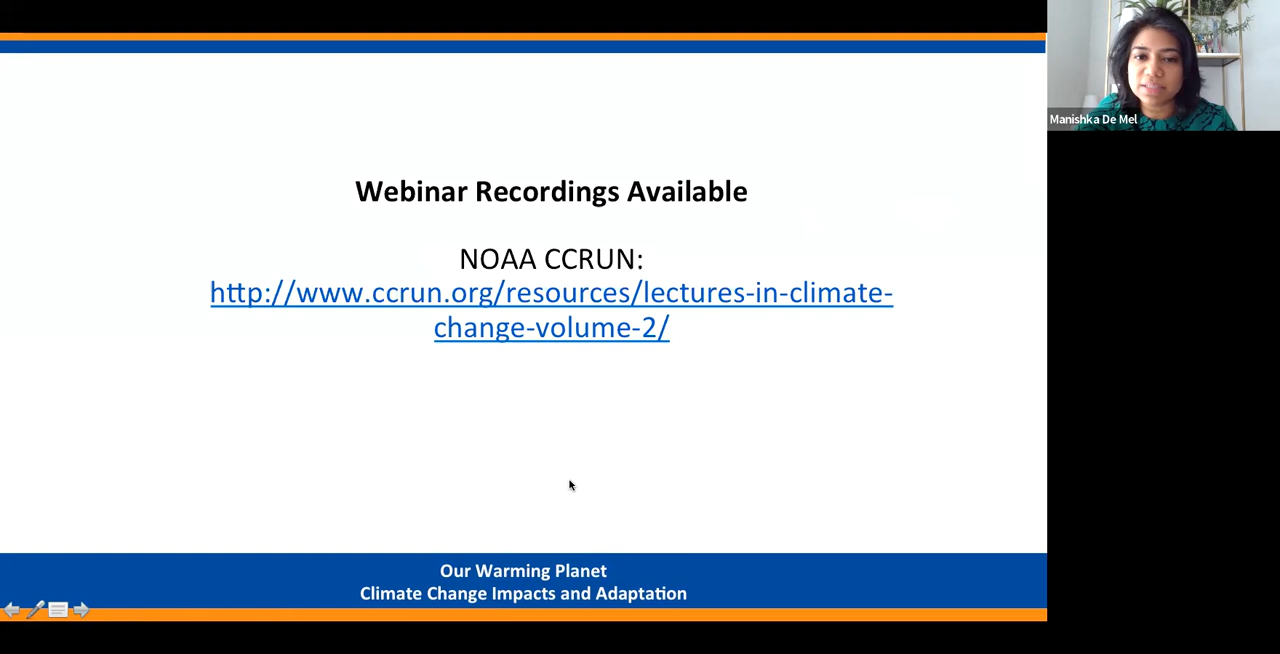 Webinar Recordings Available
NOAA CCRUN:
http://www.ccrun.org/resources/lectures-in-climate-
change-volume-2/
Our Warming Planet
Climate Change Impacts and Adaptation
Manishka De Mel